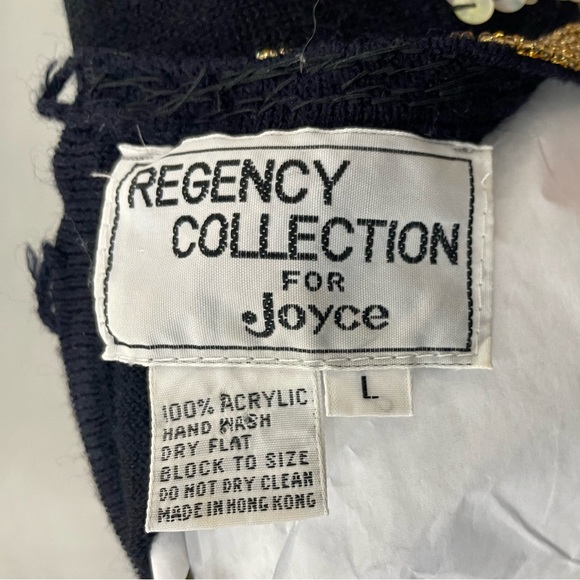 REGENCY
COLLECTION
FOR
Joyce
L
100% ACRYLIC
HAND WASH
DRY FLAT
BLOCK TO SIZE
DO NOT DRY CLEAN
MADE IN HONG KONG